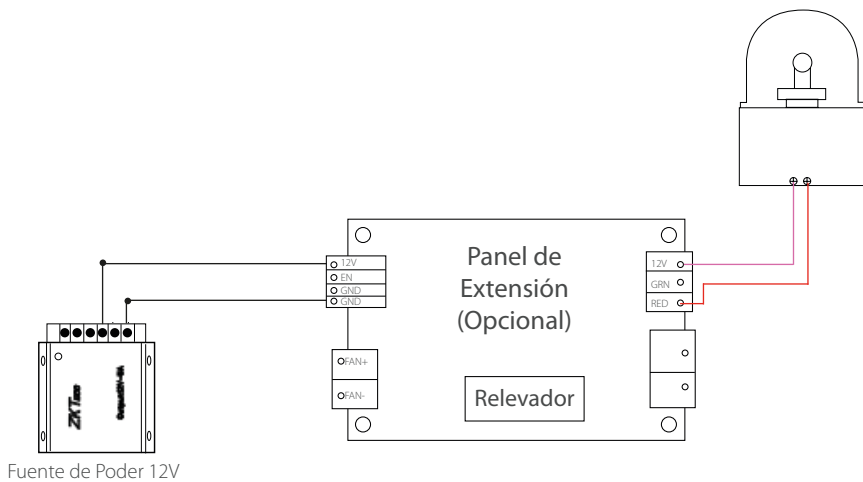 12V
EN
GND
GND
FAN+
FAN-
Panel de
Extensión
(Opcional)
Relevador
12V
GRN
RED
ZKTeco
Fuente de Poder 12V